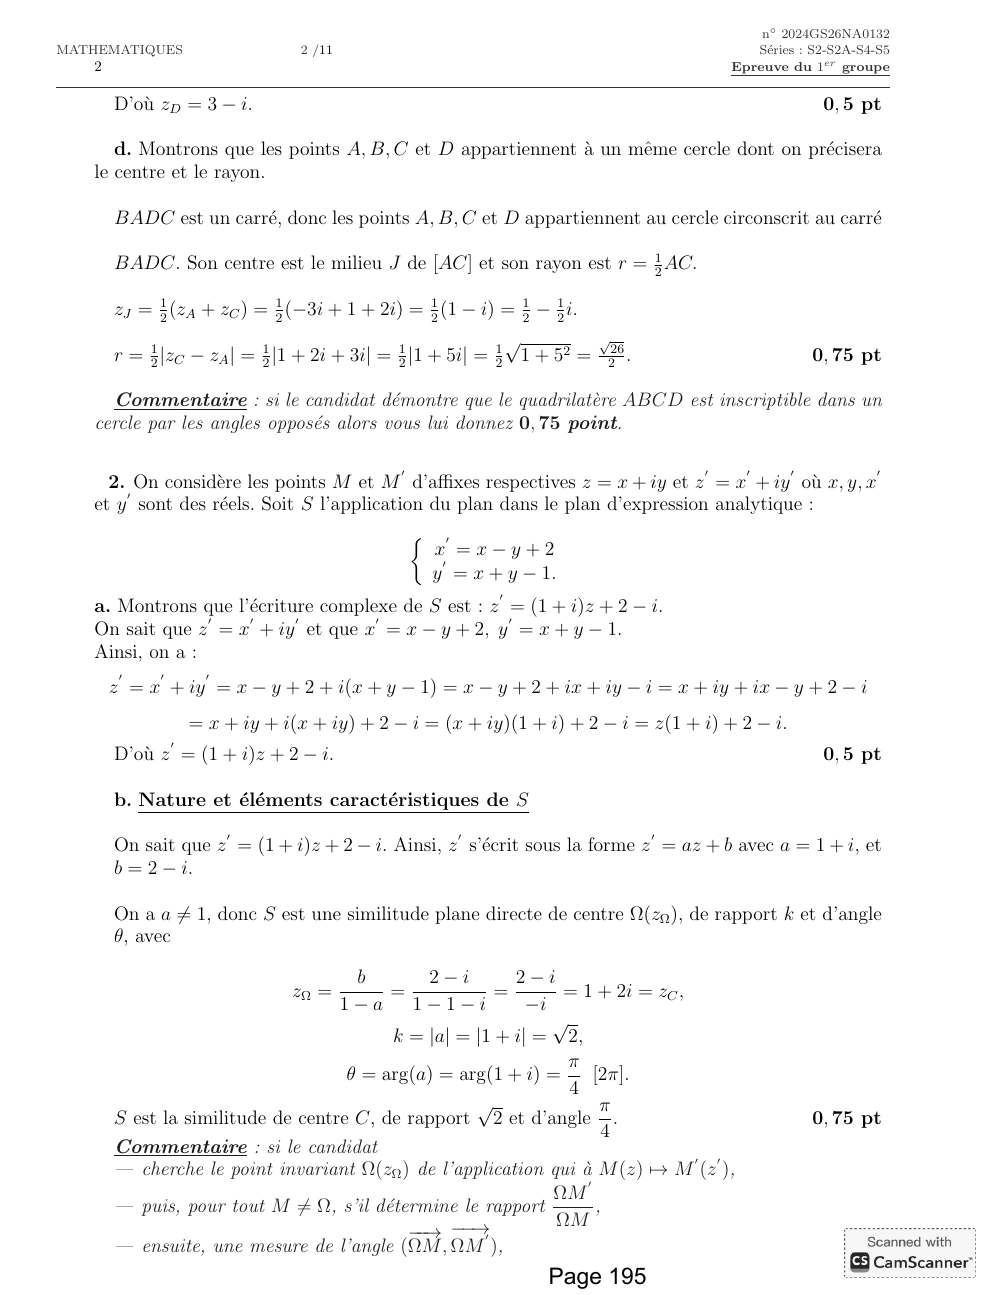 n° 2024GS26NA0132
MATHEMATIQUES 2 /11 Séries : S2-S2A-S4-S5
2 Epreuve du 1er groupe
D'où z_D = 3 − i. 0, 5 pt
d. Montrons que les points A, B, C et D appartiennent à un même cercle dont on précisera
le centre et le rayon.
BADC est un carré, donc les points A, B, C et D appartiennent au cercle circonscrit au carré
BADC. Son centre est le milieu J de [AC] et son rayon est r = 1/2 AC.
z_J = 1/2(z_A + z_C) = 1/2(−3i + 1 + 2i) = 1/2(1 − i) = 1/2 − 1/2 i.
r = 1/2|z_C − z_A| = 1/2|1 + 2i + 3i| = 1/2|1 + 5i| = 1/2 √(1 + 5²) = √26/2. 0, 75 pt
Commentaire : si le candidat démontre que le quadrilatère ABCD est inscriptible dans un
cercle par les angles opposés alors vous lui donnez 0, 75 point.
2. On considère les points M et M′ d'affixes respectives z = x + iy et z′ = x′ + iy′ où x, y, x′
et y′ sont des réels. Soit S l'application du plan dans le plan d'expression analytique :
{ x′ = x − y + 2
y′ = x + y − 1.
a. Montrons que l'écriture complexe de S est : z′ = (1 + i)z + 2 − i.
On sait que z′ = x′ + iy′ et que x′ = x − y + 2, y′ = x + y − 1.
Ainsi, on a :
z′ = x′ + iy′ = x − y + 2 + i(x + y − 1) = x − y + 2 + ix + iy − i = x + iy + ix − y + 2 − i
= x + iy + i(x + iy) + 2 − i = (x + iy)(1 + i) + 2 − i = z(1 + i) + 2 − i.
D'où z′ = (1 + i)z + 2 − i. 0, 5 pt
b. Nature et éléments caractéristiques de S
On sait que z′ = (1 + i)z + 2 − i. Ainsi, z′ s'écrit sous la forme z′ = az + b avec a = 1 + i, et
b = 2 − i.
On a a ≠ 1, donc S est une similitude plane directe de centre Ω(z_Ω), de rapport k et d'angle
θ, avec
z_Ω = b/(1 − a) = (2 − i)/(1 − 1 − i) = (2 − i)/(−i) = 1 + 2i = z_C,
k = |a| = |1 + i| = √2,
θ = arg(a) = arg(1 + i) = π/4 [2π].
S est la similitude de centre C, de rapport √2 et d'angle π/4. 0, 75 pt
Commentaire : si le candidat
— cherche le point invariant Ω(z_Ω) de l'application qui à M(z) ↦ M′(z′),
— puis, pour tout M ≠ Ω, s'il détermine le rapport ΩM′/ΩM,
— ensuite, une mesure de l'angle (ΩM→, ΩM′→),
Scanned with
CS CamScanner™
Page 195